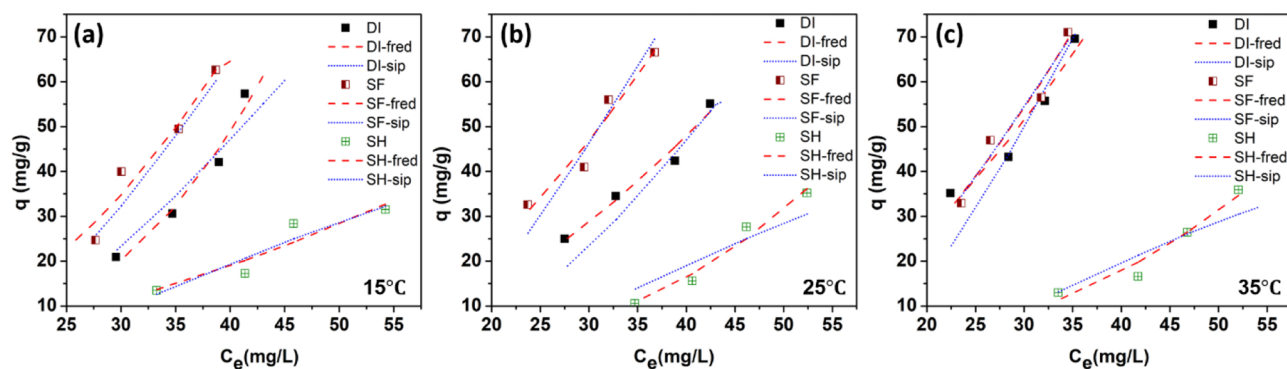 (a)
DI
DI-fred
DI-sip
SF
SF-fred
SF-sip
SH
SH-fred
SH-sip
15°C
70
60
50
40
30
20
10
25 30 35 40 45 50 55
q (mg/g)
Ce(mg/L)
(b)
DI
DI-fred
DI-sip
SF
SF-fred
SF-sip
SH
SH-fred
SH-sip
25°C
70
60
50
40
30
20
10
20 25 30 35 40 45 50 55
q (mg/g)
Ce(mg/L)
(c)
DI
DI-fred
DI-sip
SF
SF-fred
SF-sip
SH
SH-fred
SH-sip
35°C
70
60
50
40
30
20
10
20 25 30 35 40 45 50 55
q (mg/g)
Ce(mg/L)